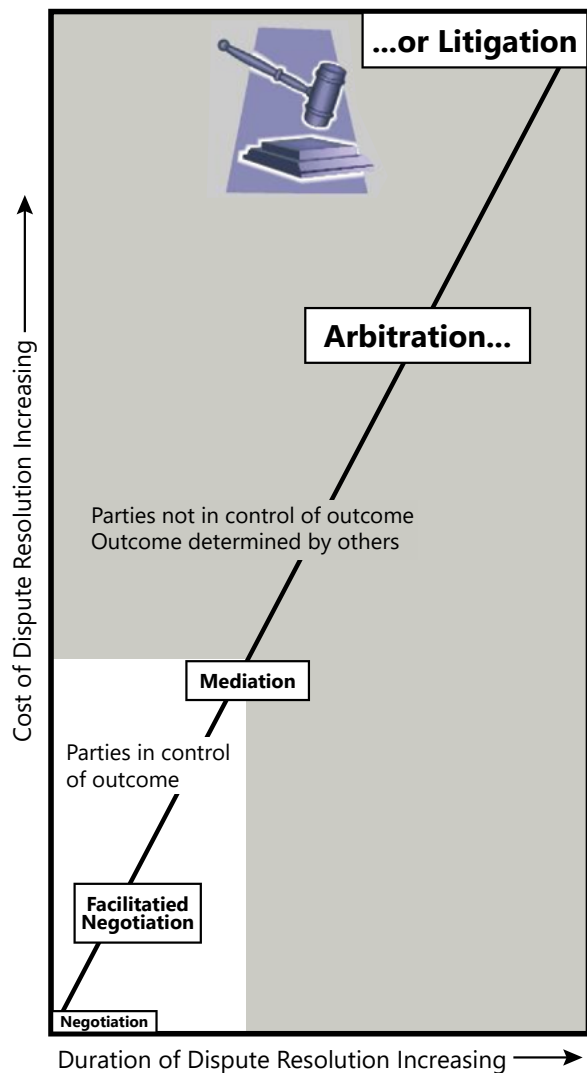 ...or Litigation
Arbitration...
Parties not in control of outcome
Outcome determined by others
Mediation
Parties in control
of outcome
Facilitatied
Negotiation
Negotiation
Cost of Dispute Resolution Increasing
Duration of Dispute Resolution Increasing